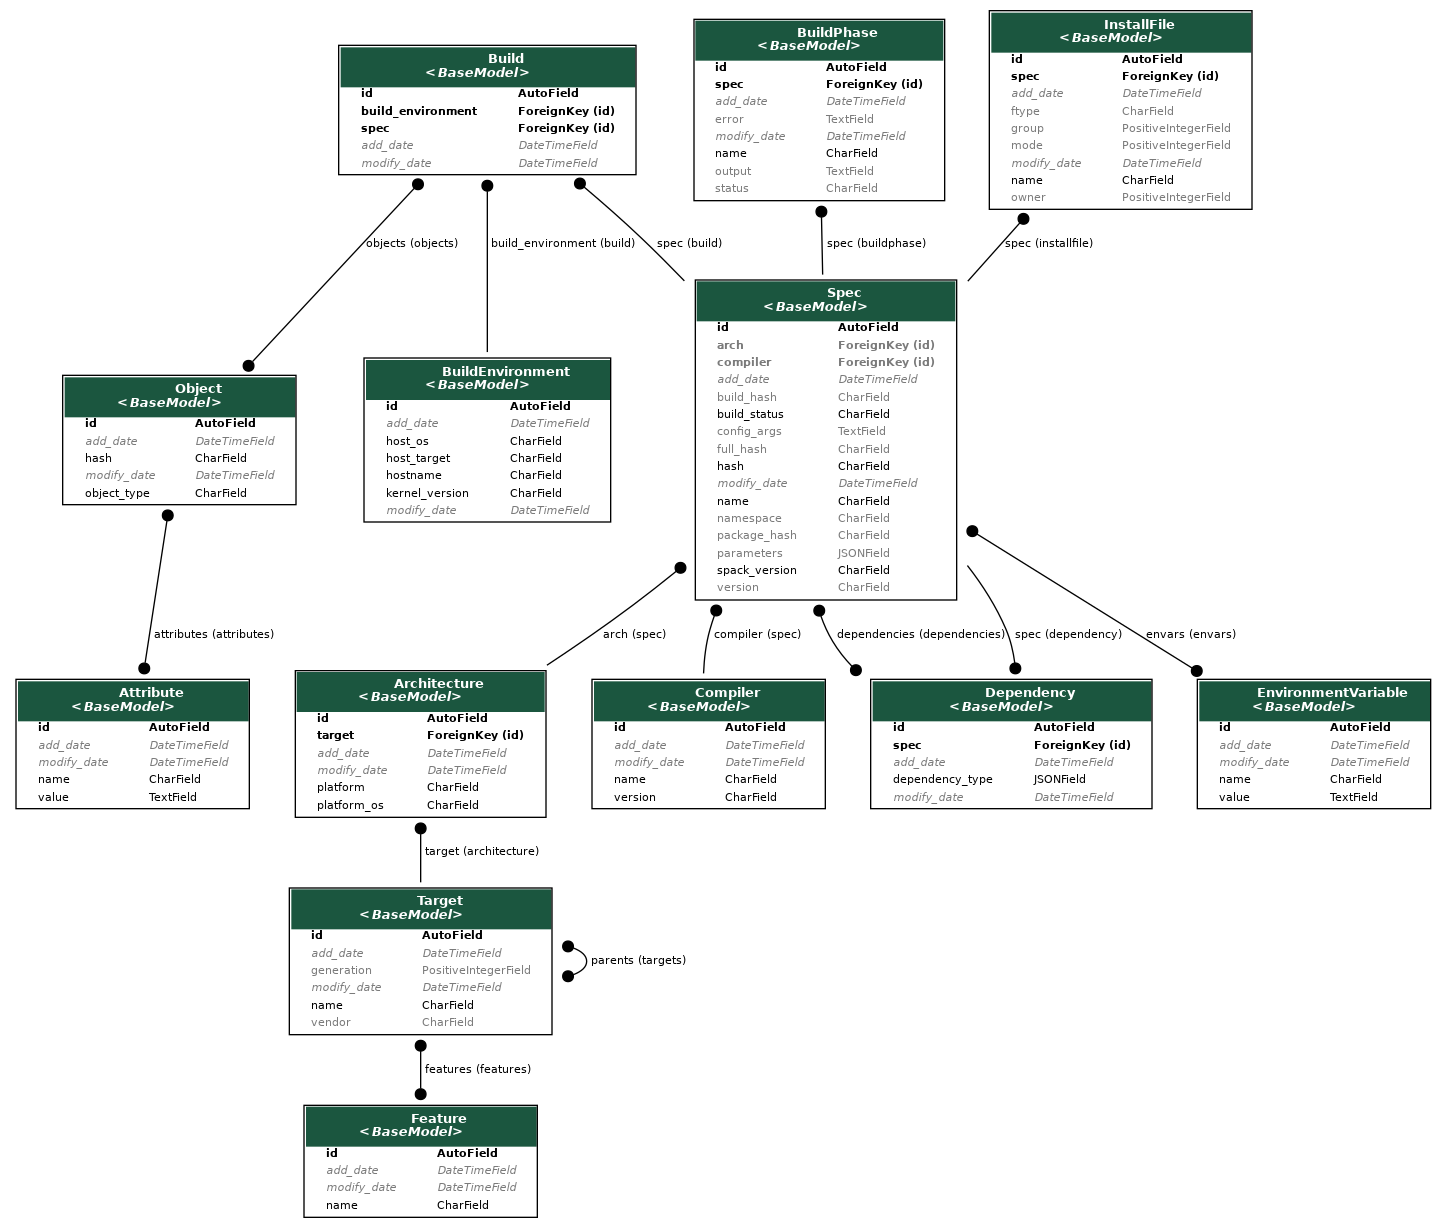 Build
<BaseModel>
id AutoField
build_environment ForeignKey (id)
spec ForeignKey (id)
add_date DateTimeField
modify_date DateTimeField
BuildPhase
<BaseModel>
id AutoField
spec ForeignKey (id)
add_date DateTimeField
error TextField
modify_date DateTimeField
name CharField
output TextField
status CharField
InstallFile
<BaseModel>
id AutoField
spec ForeignKey (id)
add_date DateTimeField
ftype CharField
group PositiveIntegerField
mode PositiveIntegerField
modify_date DateTimeField
name CharField
owner PositiveIntegerField
objects (objects)
build_environment (build)
spec (build)
spec (buildphase)
spec (installfile)
Object
<BaseModel>
id AutoField
add_date DateTimeField
hash CharField
modify_date DateTimeField
object_type CharField
BuildEnvironment
<BaseModel>
id AutoField
add_date DateTimeField
host_os CharField
host_target CharField
hostname CharField
kernel_version CharField
modify_date DateTimeField
Spec
<BaseModel>
id AutoField
arch ForeignKey (id)
compiler ForeignKey (id)
add_date DateTimeField
build_hash CharField
build_status CharField
config_args TextField
full_hash CharField
hash CharField
modify_date DateTimeField
name CharField
namespace CharField
package_hash CharField
parameters JSONField
spack_version CharField
version CharField
attributes (attributes)
arch (spec)
compiler (spec)
dependencies (dependencies)
spec (dependency)
envars (envars)
Attribute
<BaseModel>
id AutoField
add_date DateTimeField
modify_date DateTimeField
name CharField
value TextField
Architecture
<BaseModel>
id AutoField
target ForeignKey (id)
add_date DateTimeField
modify_date DateTimeField
platform CharField
platform_os CharField
Compiler
<BaseModel>
id AutoField
add_date DateTimeField
modify_date DateTimeField
name CharField
version CharField
Dependency
<BaseModel>
id AutoField
spec ForeignKey (id)
add_date DateTimeField
dependency_type JSONField
modify_date DateTimeField
EnvironmentVariable
<BaseModel>
id AutoField
add_date DateTimeField
modify_date DateTimeField
name CharField
value TextField
target (architecture)
Target
<BaseModel>
id AutoField
add_date DateTimeField
generation PositiveIntegerField
modify_date DateTimeField
name CharField
vendor CharField
parents (targets)
features (features)
Feature
<BaseModel>
id AutoField
add_date DateTimeField
modify_date DateTimeField
name CharField